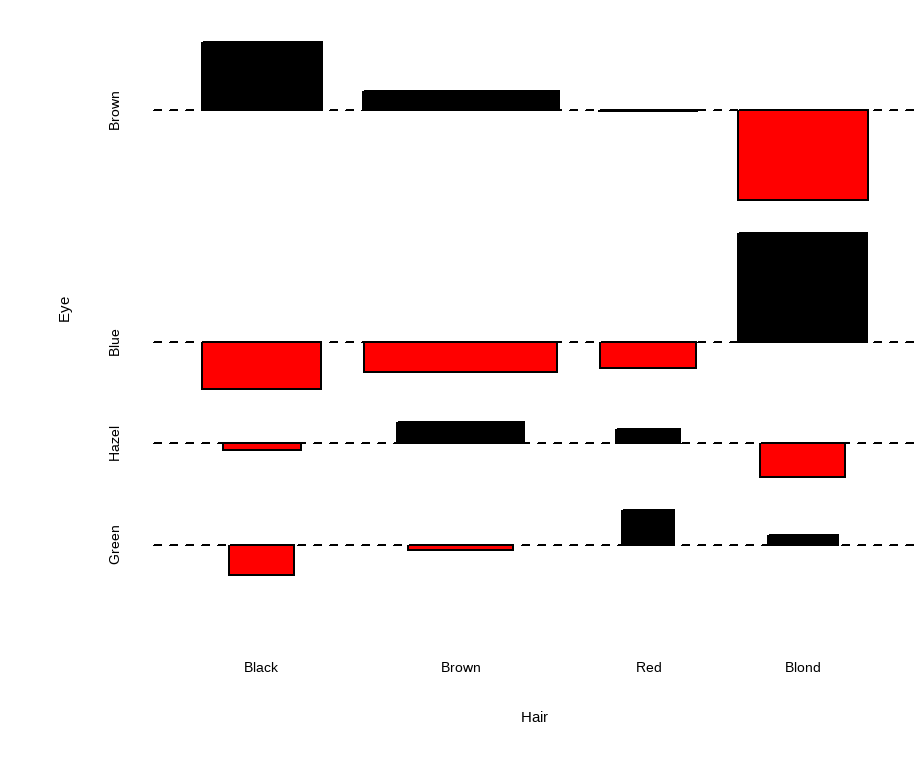 Eye
Brown
Blue
Hazel
Green
Black Brown Red Blond
Hair